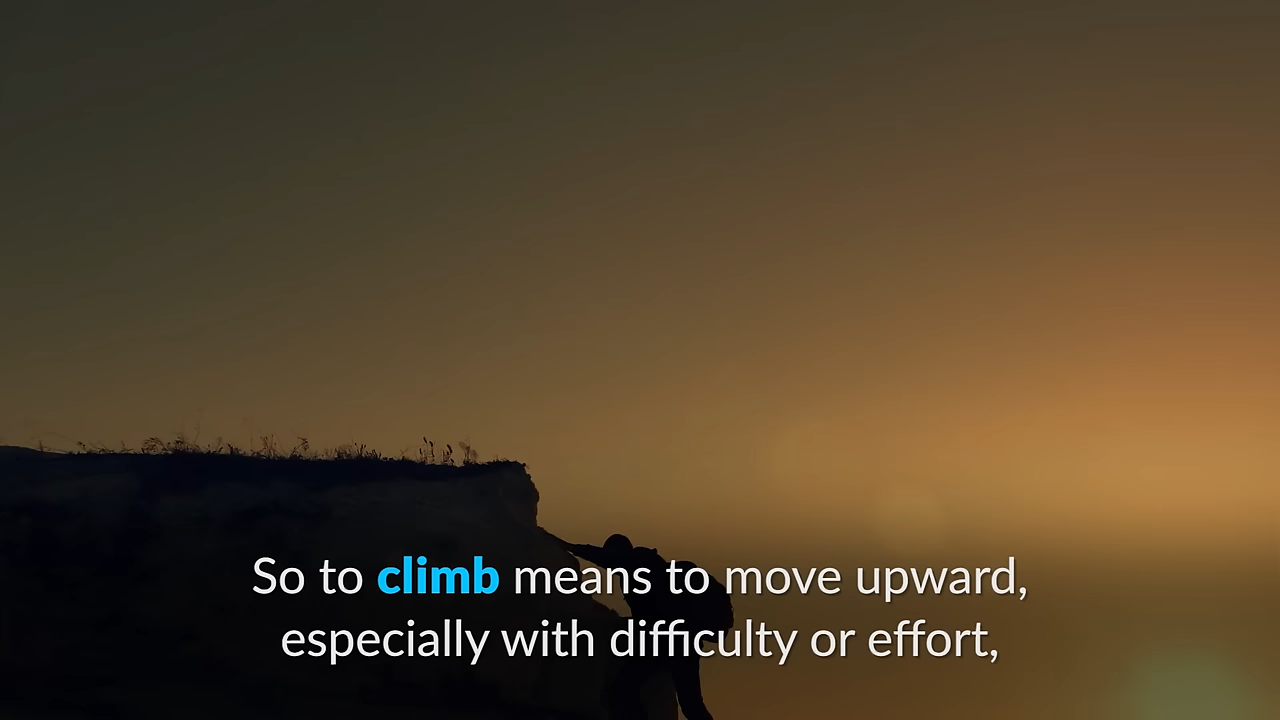 So to climb means to move upward,
especially with difficulty or effort,